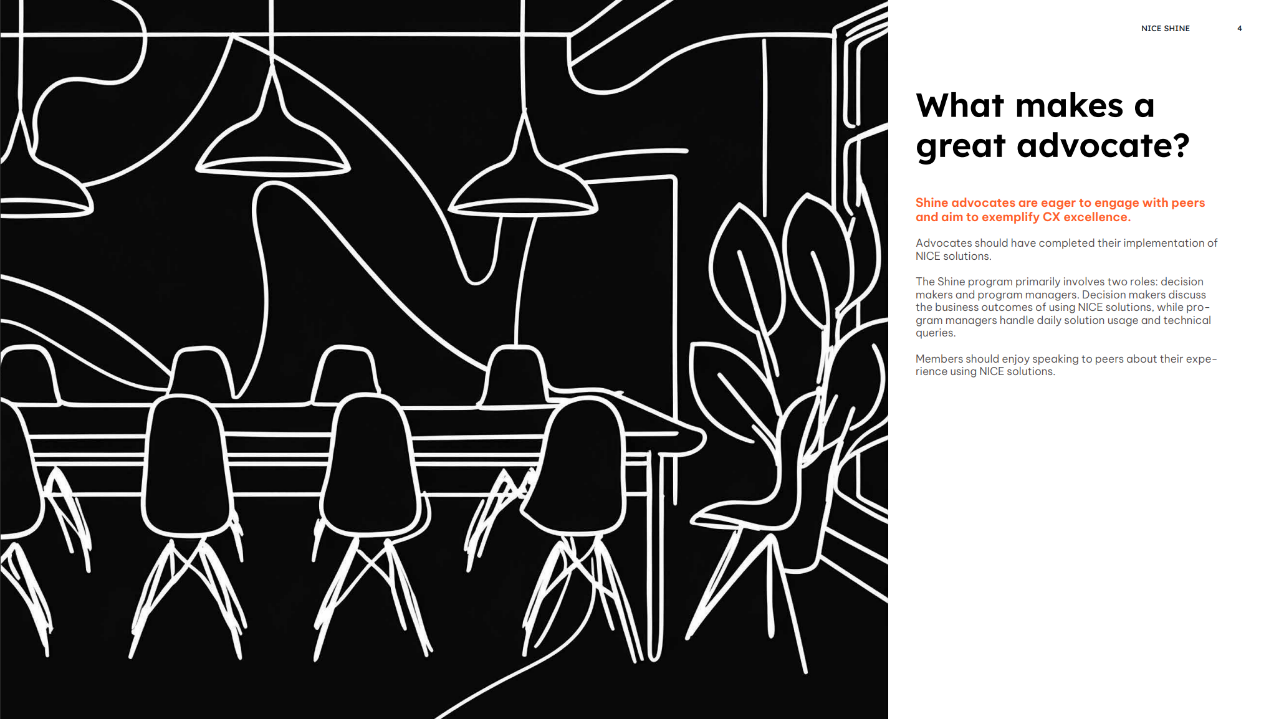 NICE SHINE 4
What makes a
great advocate?
Shine advocates are eager to engage with peers
and aim to exemplify CX excellence.
Advocates should have completed their implementation of
NICE solutions.
The Shine program primarily involves two roles: decision
makers and program managers. Decision makers discuss
the business outcomes of using NICE solutions, while pro-
gram managers handle daily solution usage and technical
queries.
Members should enjoy speaking to peers about their expe-
rience using NICE solutions.